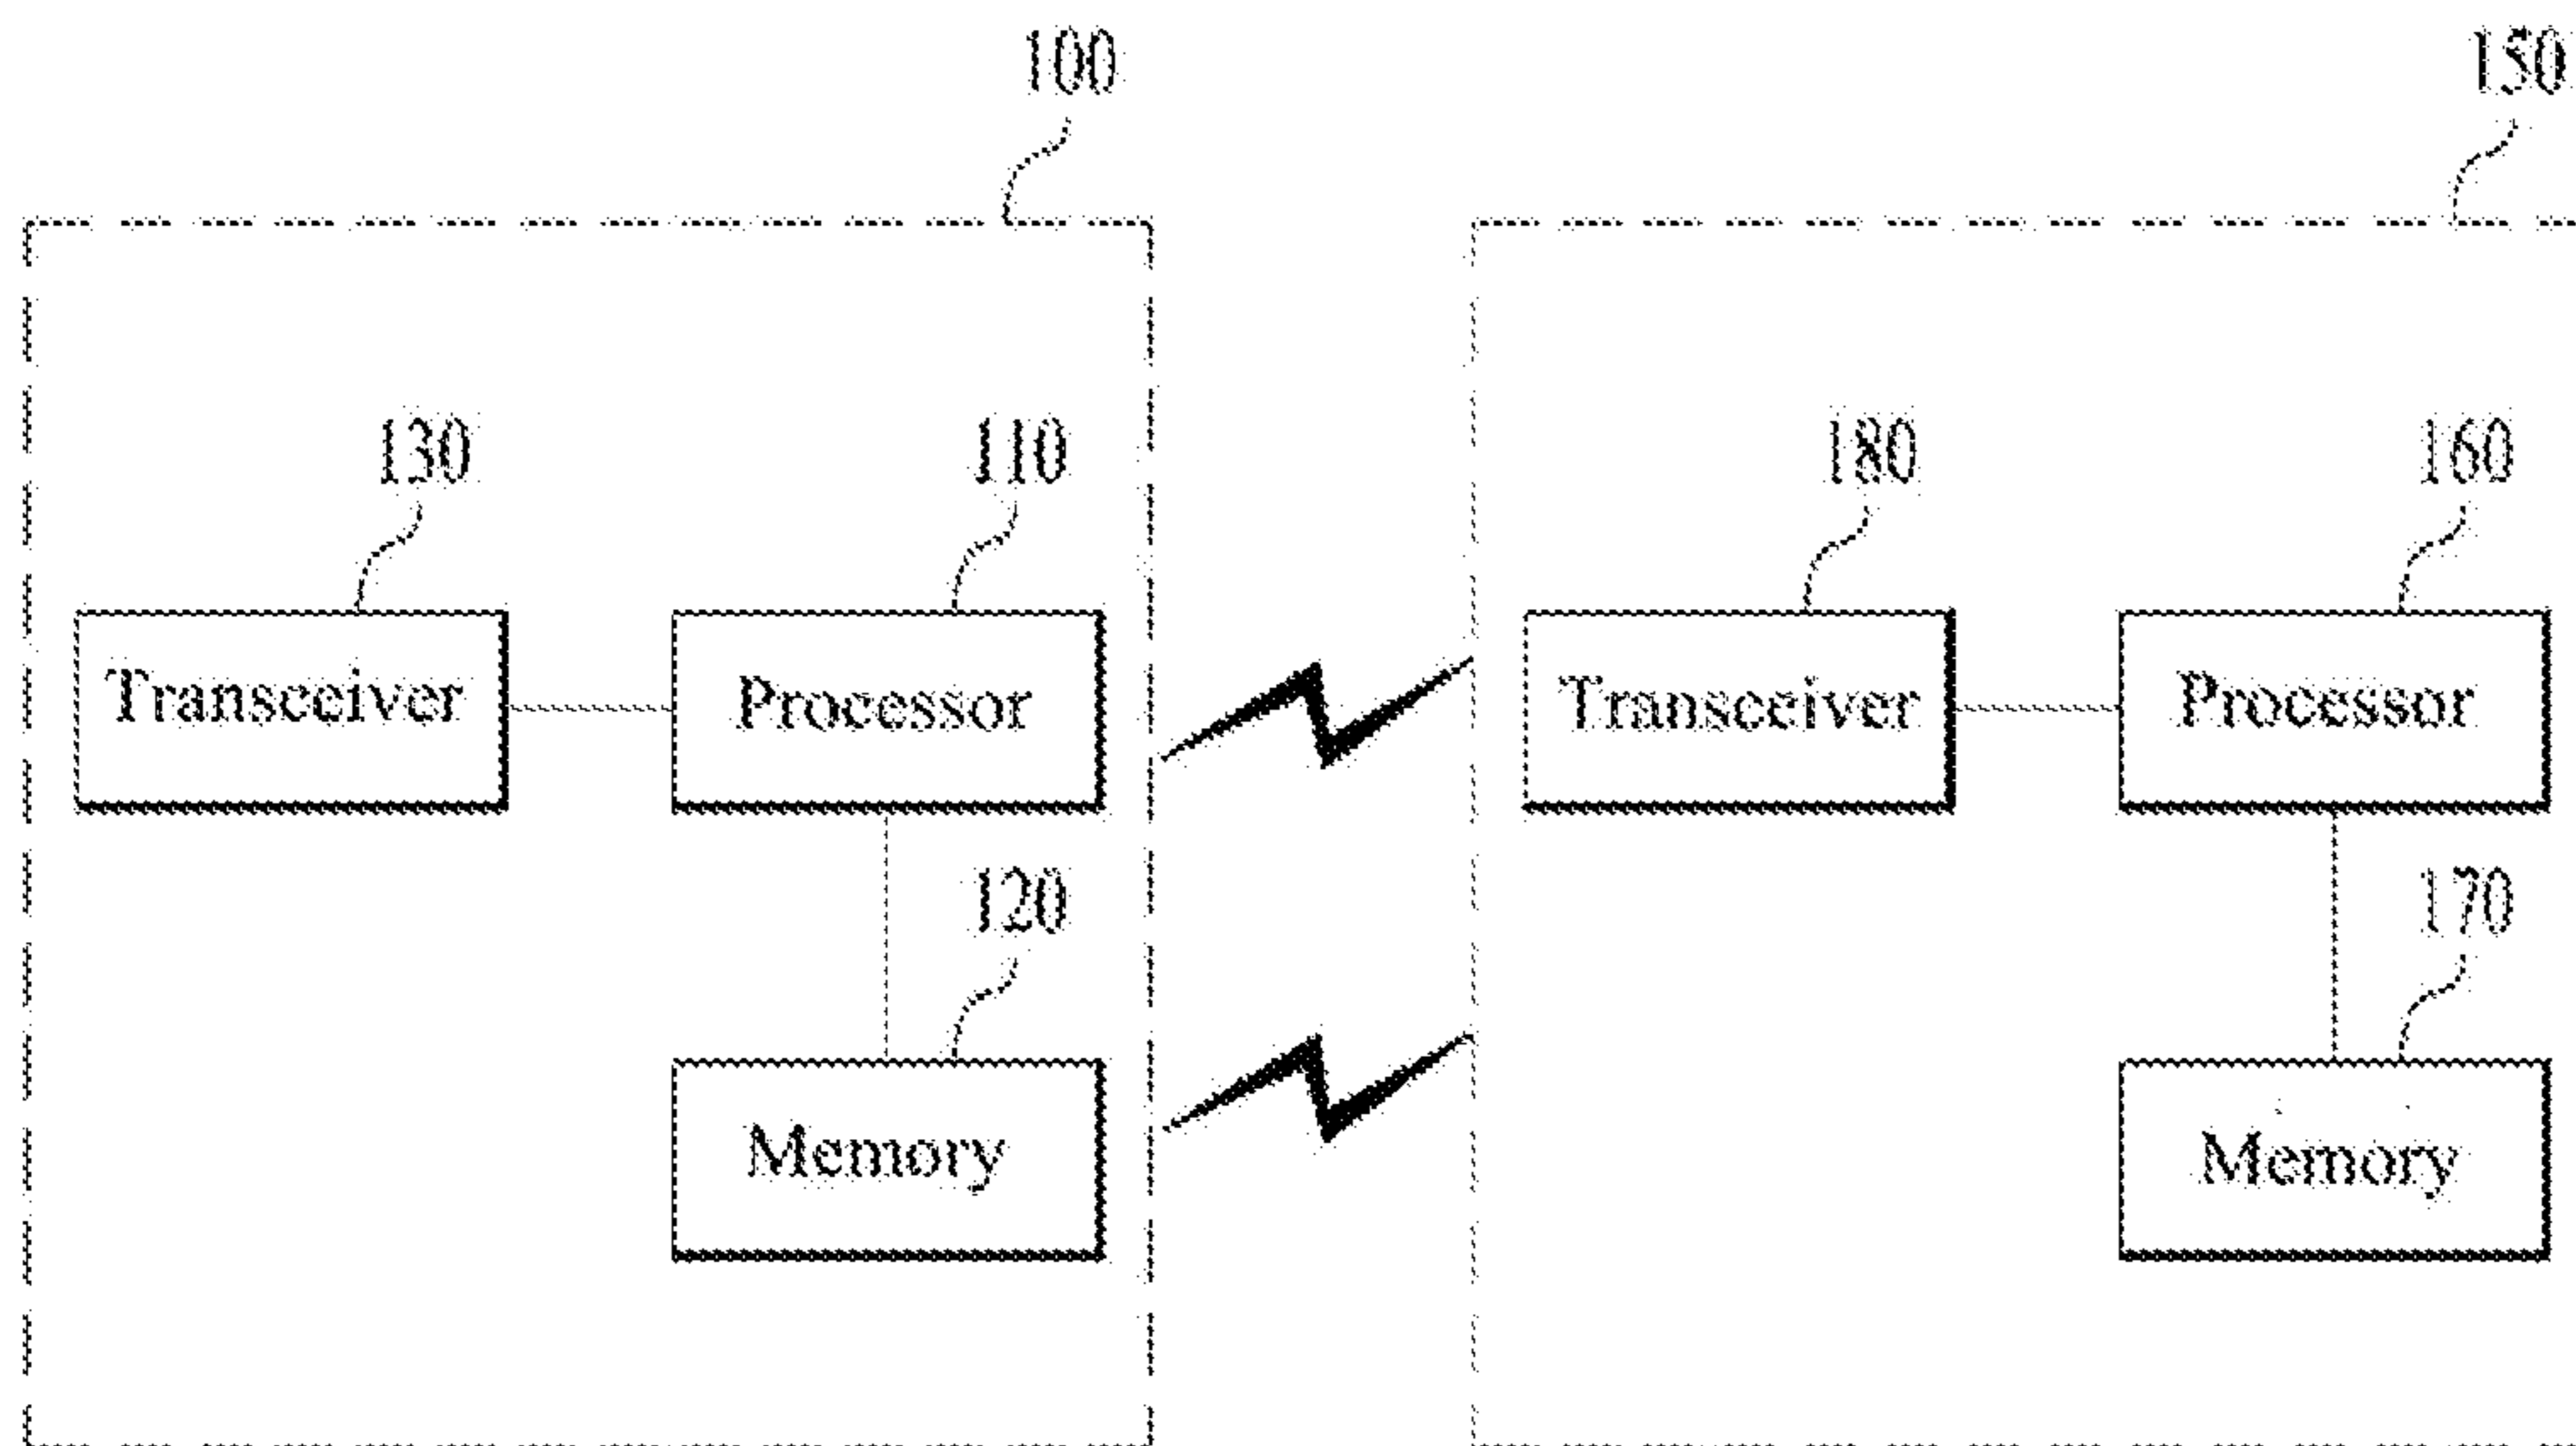 100 150
130 110 180 160
Transceiver Processor Transceiver Processor
120 170
Memory Memory